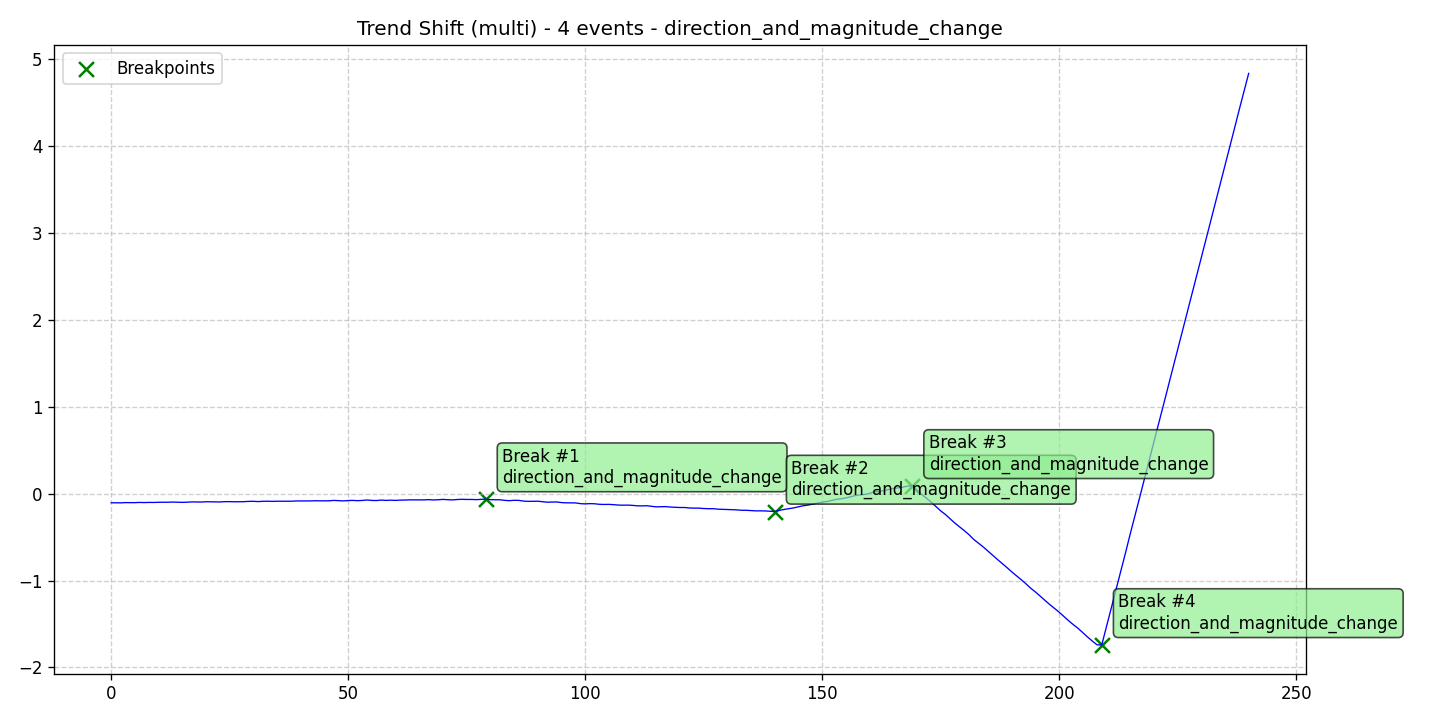 Trend Shift (multi) - 4 events - direction_and_magnitude_change
Breakpoints
5
4
3
2
1
0
−1
−2
Break #1
direction_and_magnitude_change
Break #2
direction_and_magnitude_change
Break #3
direction_and_magnitude_change
Break #4
direction_and_magnitude_change
0
50
100
150
200
250